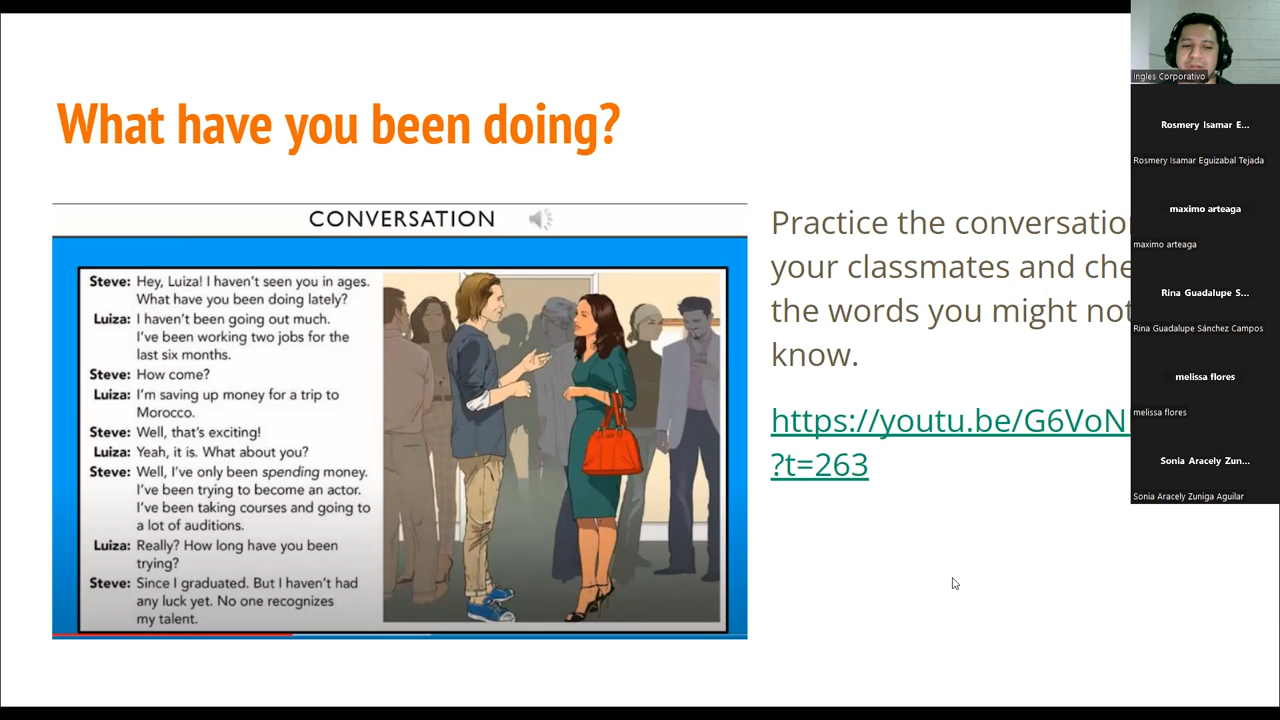 What have you been doing?
CONVERSATION
Steve: Hey, Luiza! I haven't seen you in ages.
What have you been doing lately?
Luiza: I haven't been going out much.
I've been working two jobs for the
last six months.
Steve: How come?
Luiza: I'm saving up money for a trip to
Morocco.
Steve: Well, that's exciting!
Luiza: Yeah, it is. What about you?
Steve: Well, I've only been spending money.
I've been trying to become an actor.
I've been taking courses and going to
a lot of auditions.
Luiza: Really? How long have you been
trying?
Steve: Since I graduated. But I haven't had
any luck yet. No one recognizes
my talent.
Practice the conversatio
your classmates and che
the words you might not
know.
https://youtu.be/G6VoN
?t=263
Ingles Corporativo
Rosmery Isamar E...
Rosmery Isamar Eguizabal Tejada
maximo arteaga
maximo arteaga
Rina Guadalupe S...
Rina Guadalupe Sánchez Campos
melissa flores
melissa flores
Sonia Aracely Zun...
Sonia Aracely Zuniga Aguilar